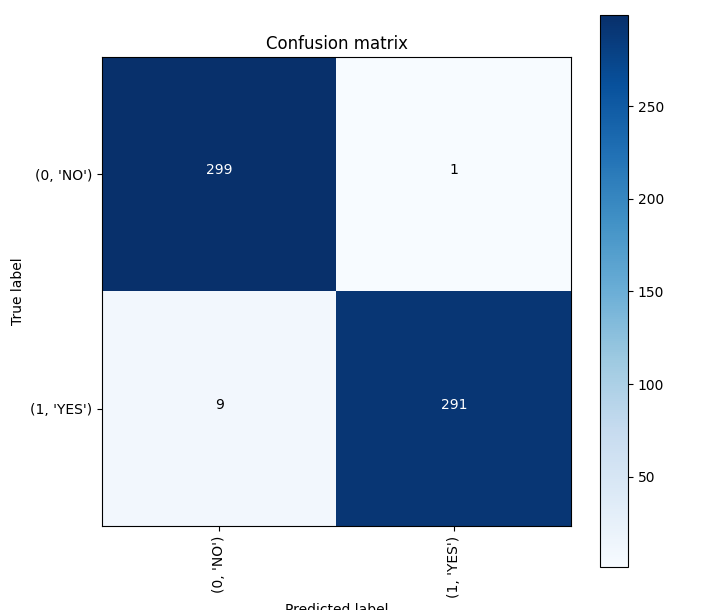 Confusion matrix
(0, 'NO')
299
1
250
200
150
100
50
True label
(1, 'YES')
9
291
(0, 'NO')
(1, 'YES')
Predicted label